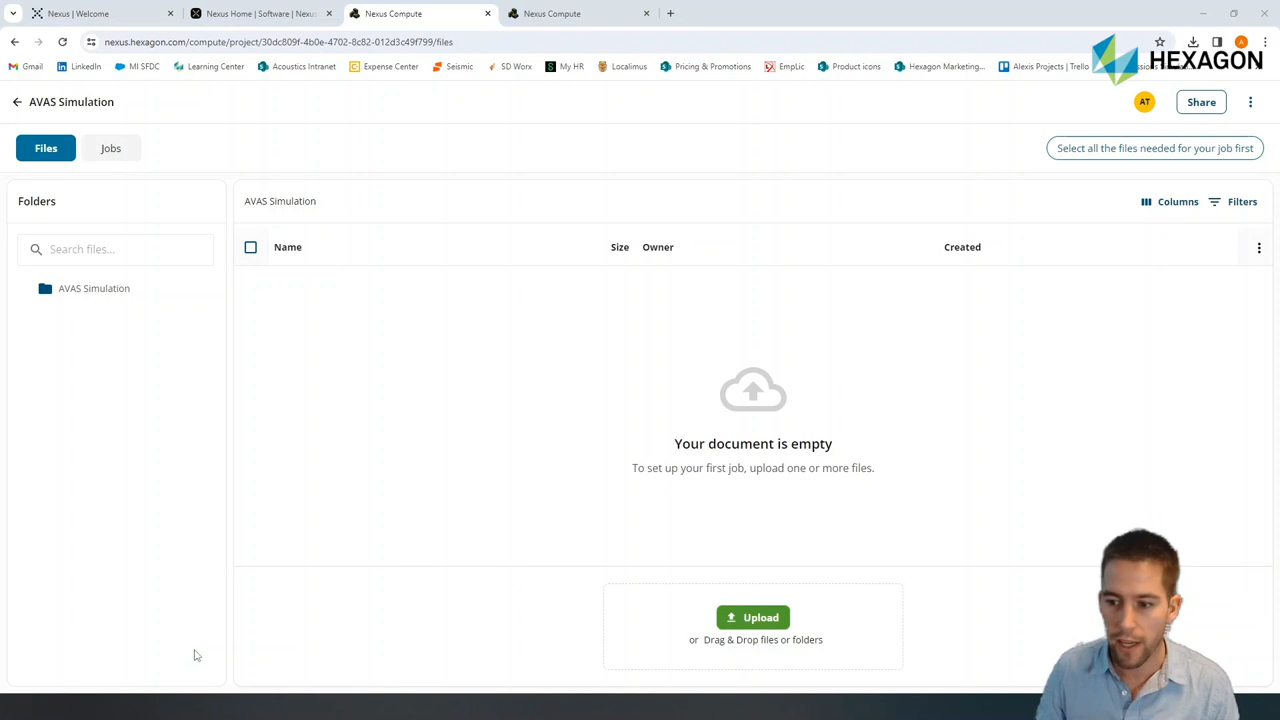 Nexus | Welcome
Nexus Home | Software | Nexus
Nexus Compute
Nexus Compute
nexus.hexagon.com/compute/project/30dc809f-4b0e-4702-8c82-012d3c49f799/files
Gmail
LinkedIn
MI SFDC
Learning Center
Acoustics Intranet
Expense Center
Seismic
SD Worx
My HR
Localimus
Pricing & Promotions
EmpLic
Product icons
Hexagon Marketing...
Alexis Projects | Trello
HEXAGON
AVAS Simulation
AT
Share
Files
Jobs
Select all the files needed for your job first
Folders
AVAS Simulation
Columns
Filters
Search files...
Name
Size
Owner
Created
AVAS Simulation
Your document is empty
To set up your first job, upload one or more files.
Upload
or Drag & Drop files or folders